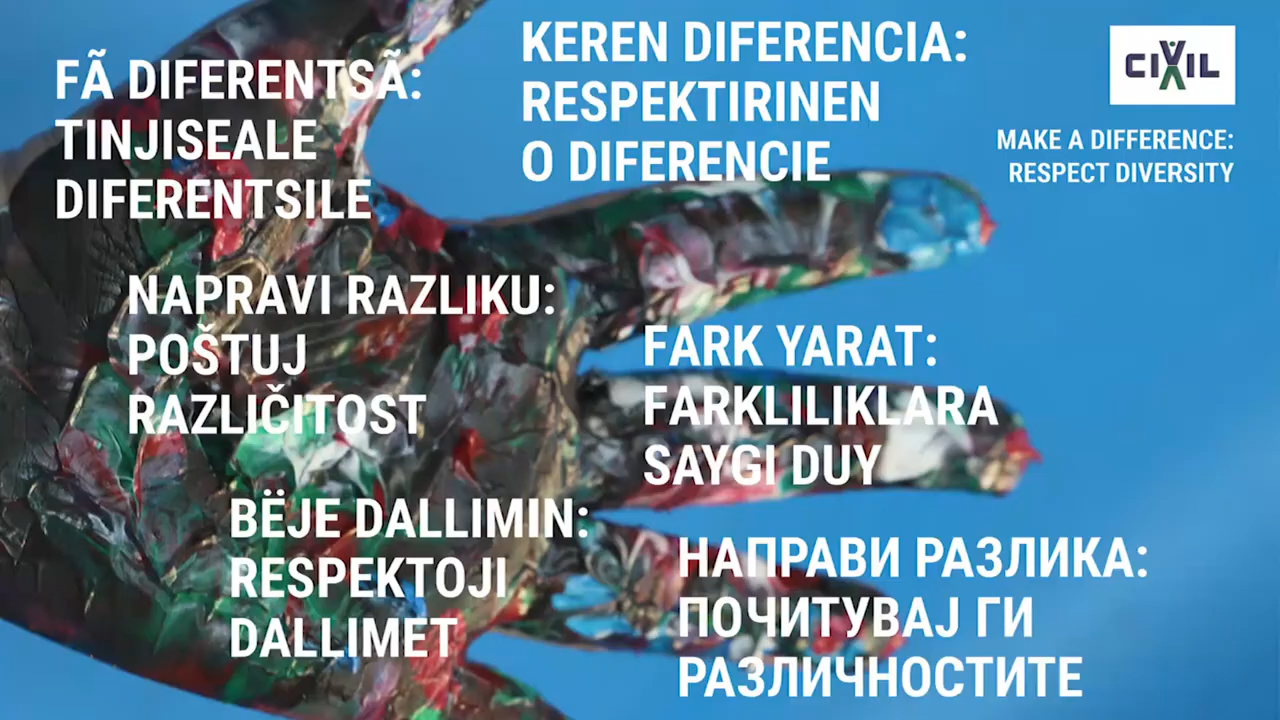 FÃ DIFERENTSÃ:
TINJISEALE
DIFERENTSILE
KEREN DIFERENCIA:
RESPEKTIRINEN
O DIFERENCIE
CIVIL
MAKE A DIFFERENCE:
RESPECT DIVERSITY
NAPRAVI RAZLIKU:
POŠTUJ
RAZLIČITOST
FARK YARAT:
FARKLILIKLARA
SAYGI DUY
BËJE DALLIMIN:
RESPEKTOJI
DALLIMET
НАПРАВИ РАЗЛИКА:
ПОЧИТУВАЈ ГИ
РАЗЛИЧНОСТИТЕ